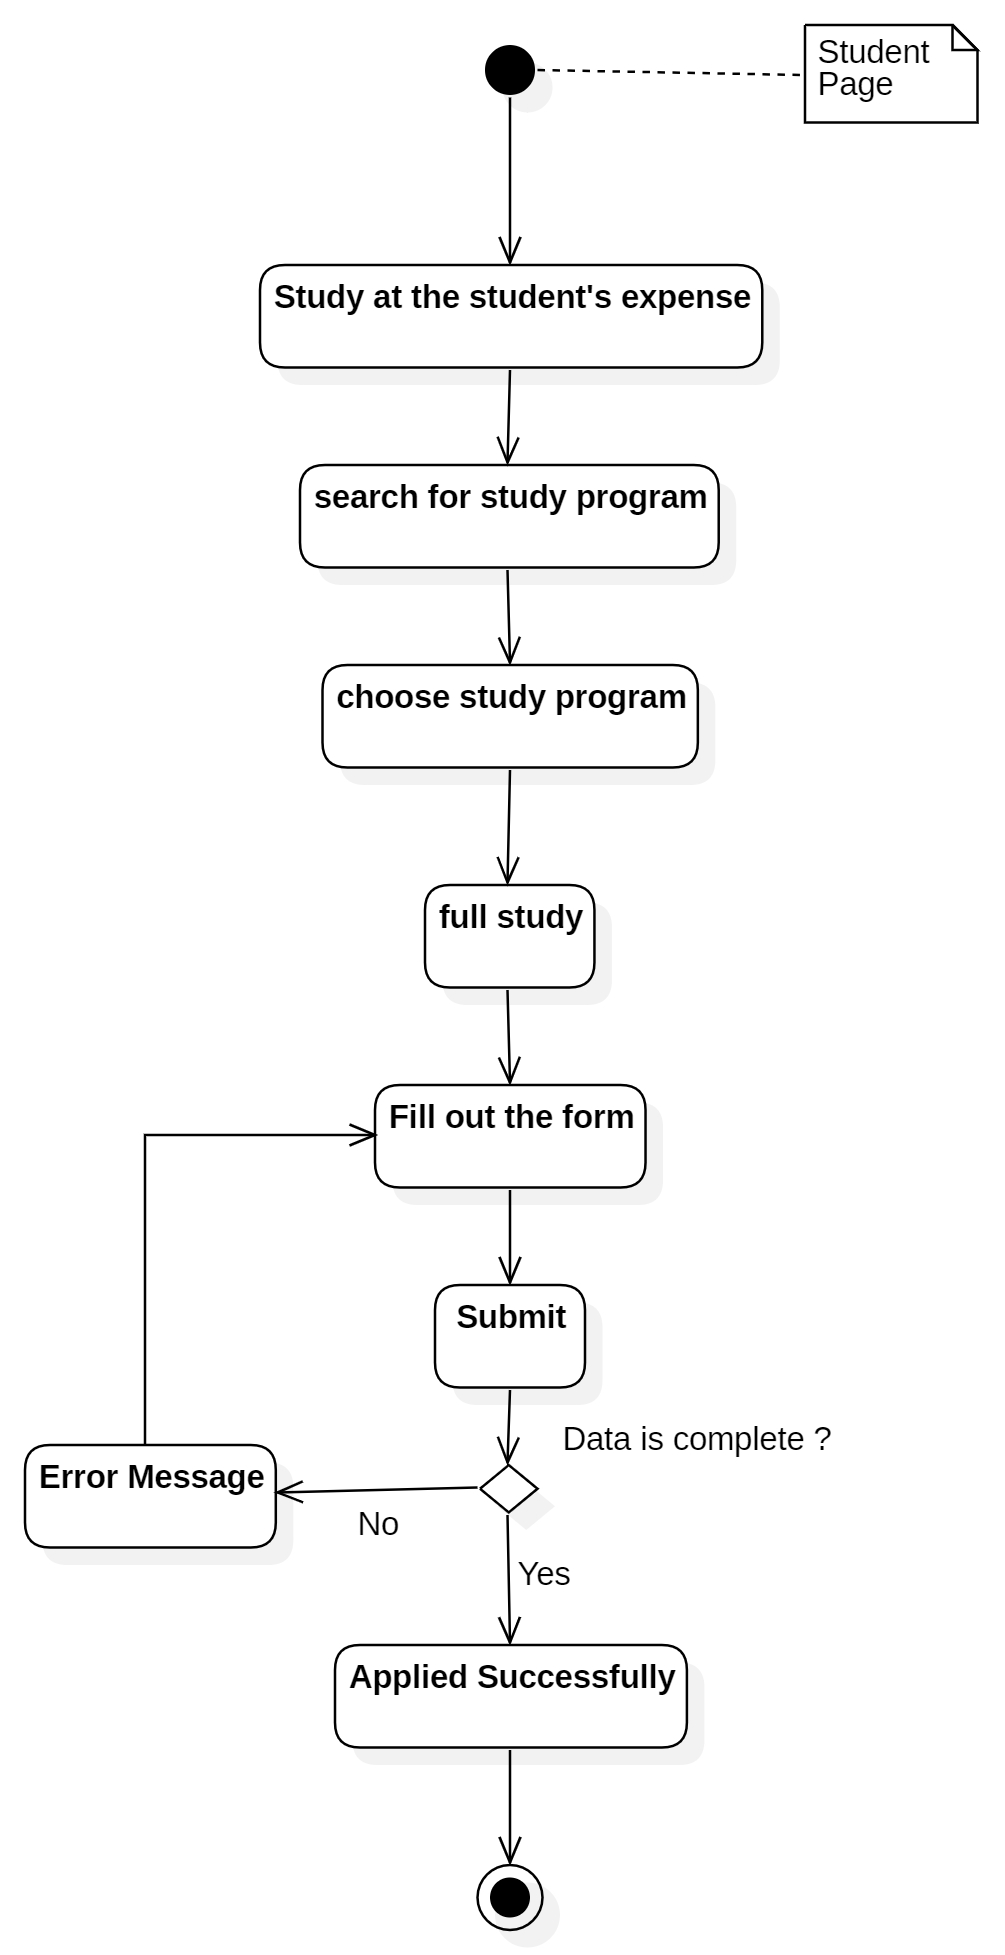 Student
Page
Study at the student's expense
search for study program
choose study program
full study
Fill out the form
Submit
Data is complete ?
Error Message
No
Yes
Applied Successfully